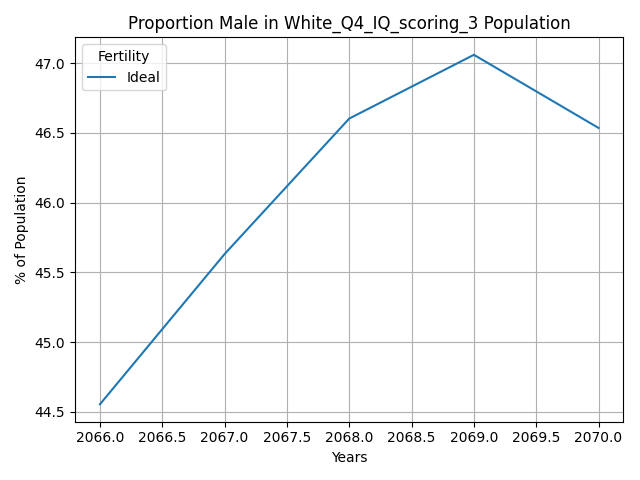 Proportion Male in White_Q4_IQ_scoring_3 Population
Fertility
Ideal
% of Population
47.0
46.5
46.0
45.5
45.0
44.5
2066.0 2066.5 2067.0 2067.5 2068.0 2068.5 2069.0 2069.5 2070.0
Years